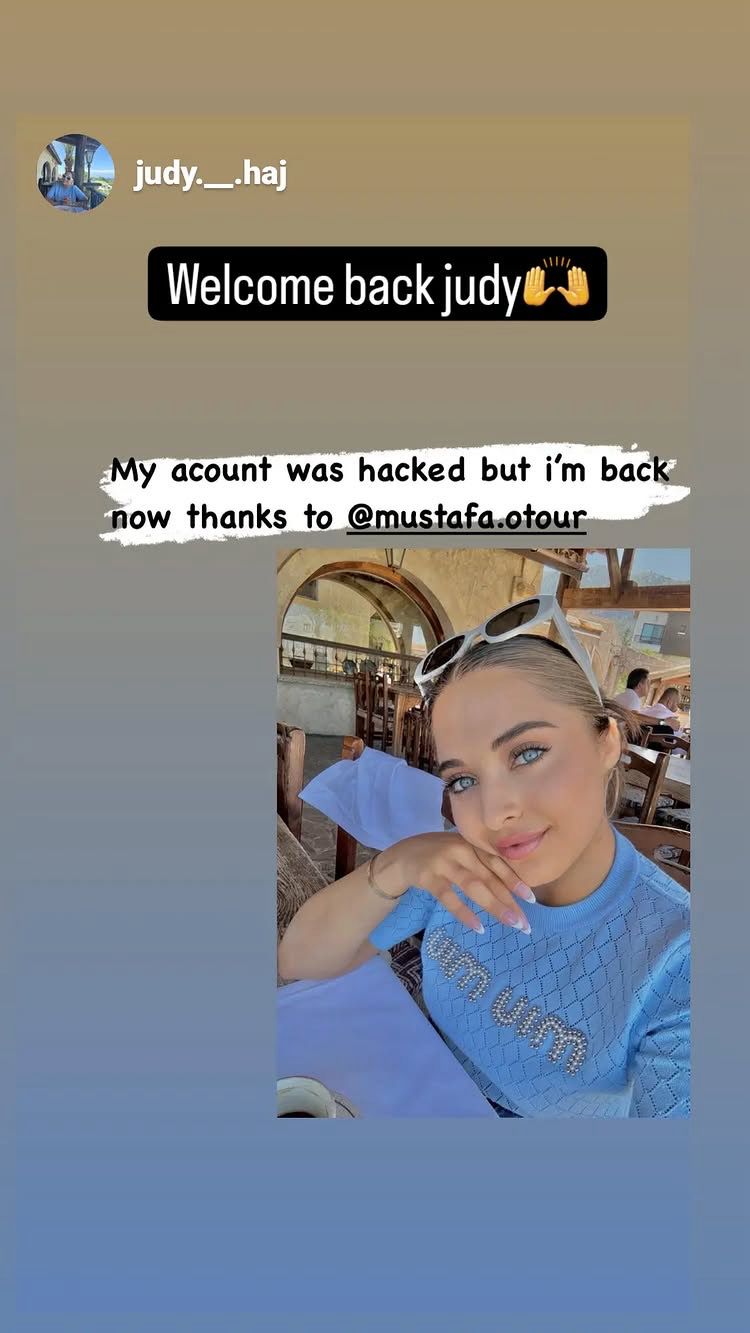 judy.__.haj
Welcome back judy🙌
My acount was hacked but i'm back
now thanks to @mustafa.otour
miu miu